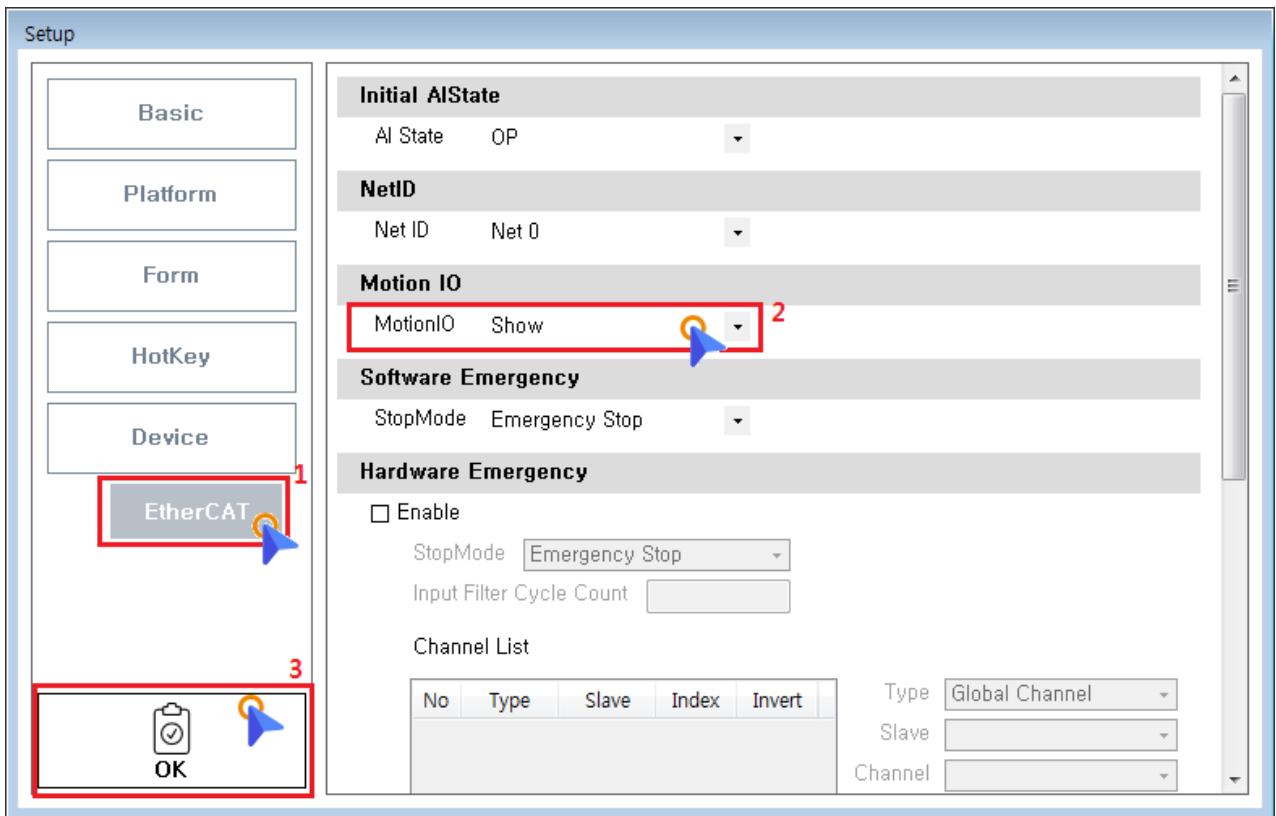 Setup
Basic
Platform
Form
HotKey
Device
1
EtherCAT
3
OK
Initial AlState
Al State OP
NetID
Net ID Net 0
Motion IO
MotionIO Show 2
Software Emergency
StopMode Emergency Stop
Hardware Emergency
Enable
StopMode Emergency Stop
Input Filter Cycle Count
Channel List
No Type Slave Index Invert
Type Global Channel
Slave
Channel